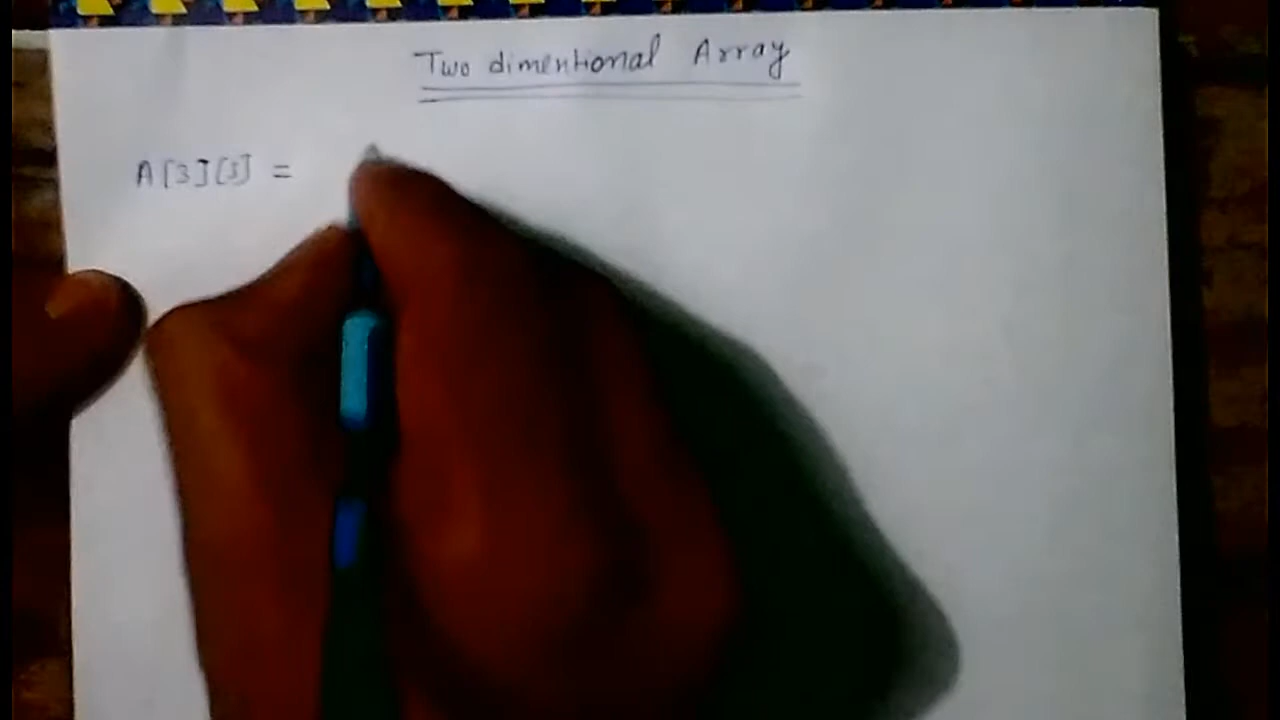 Two dimentional Array
A[3][3] =